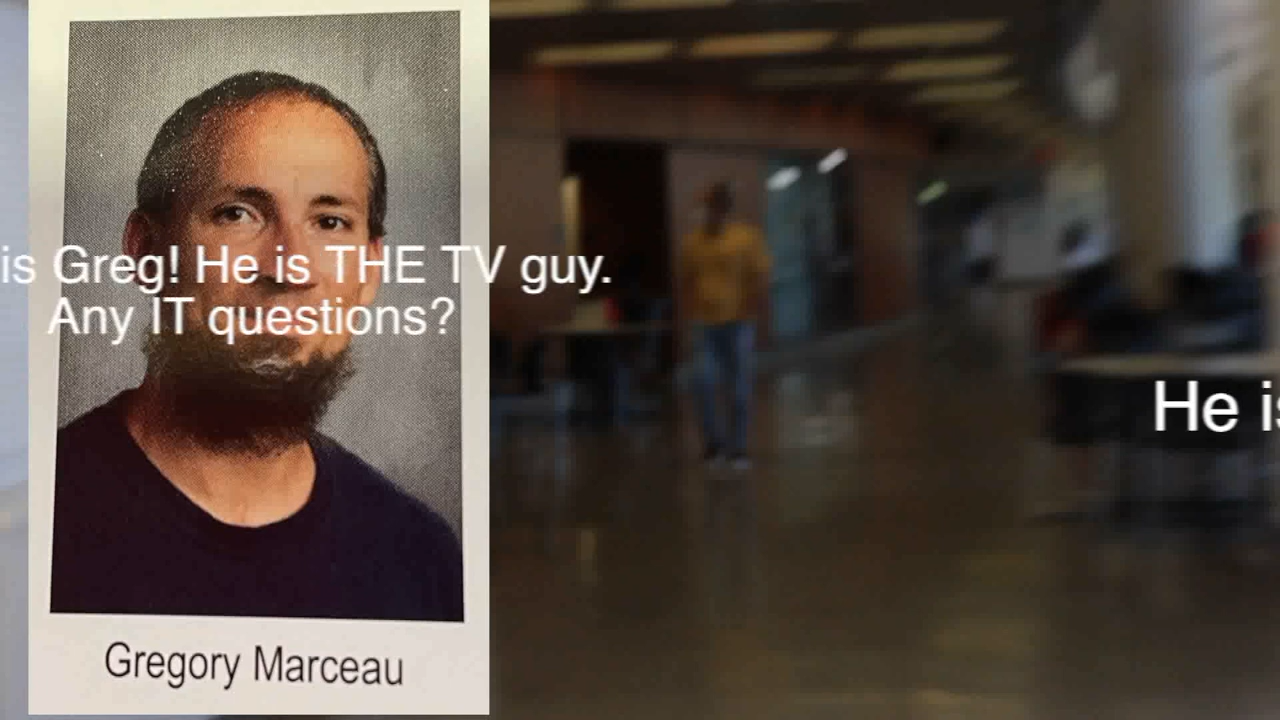 is Greg! He is THE TV guy.
Any IT questions?
He is
Gregory Marceau